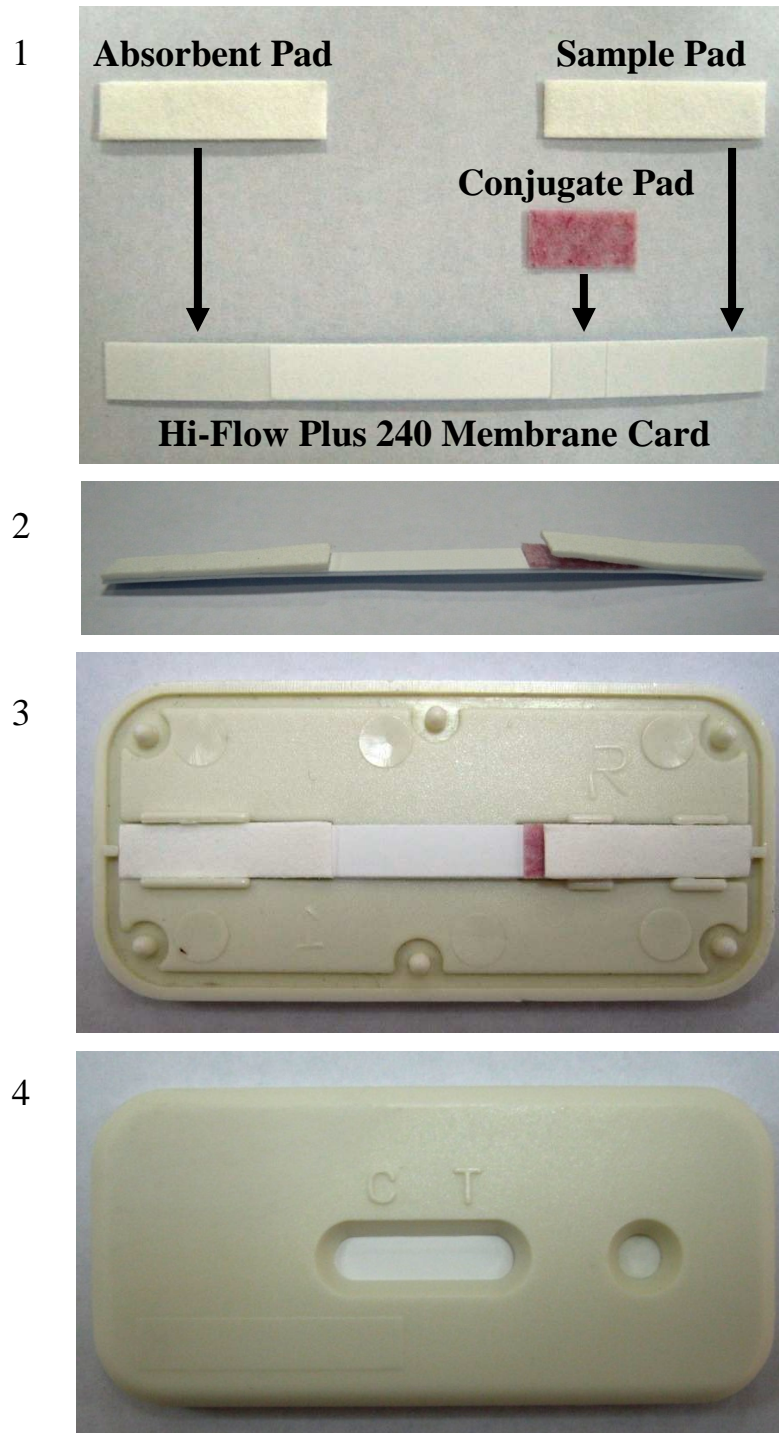 1
Absorbent Pad
Sample Pad
Conjugate Pad
Hi-Flow Plus 240 Membrane Card
2
3
R
4
C T